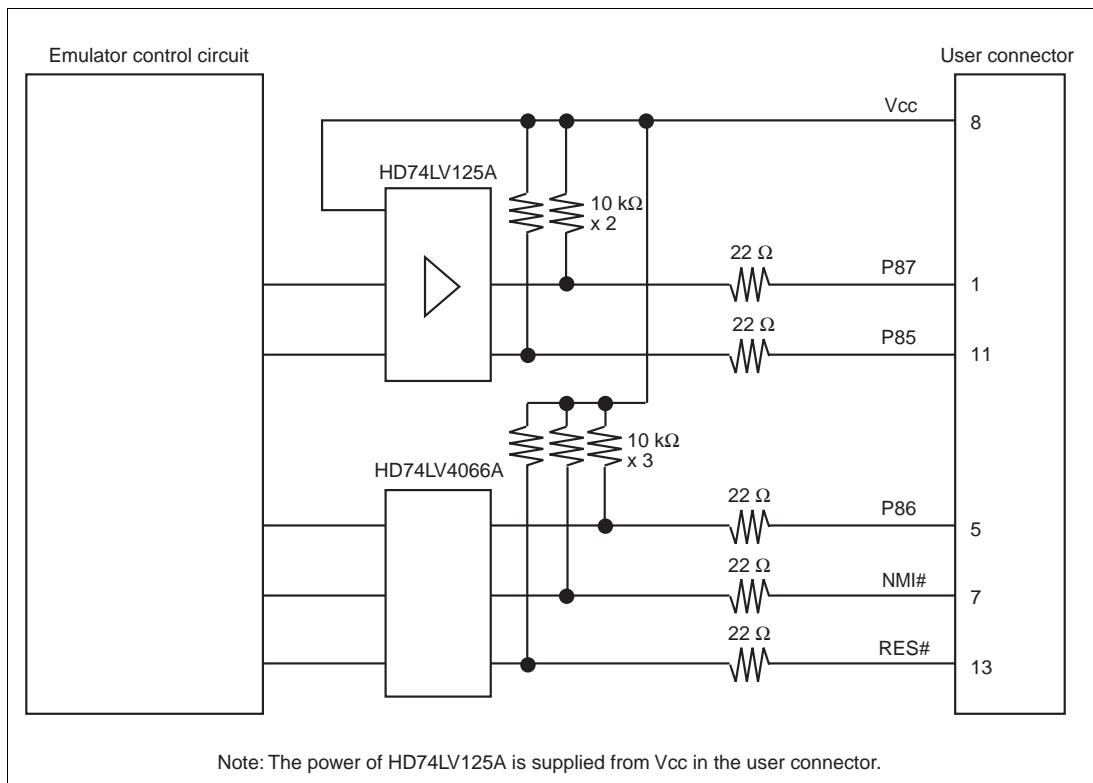 Emulator control circuit
User connector
Vcc
8
HD74LV125A
10 kΩ
x 2
22 Ω
P87
1
22 Ω
P85
11
10 kΩ
x 3
HD74LV4066A
22 Ω
P86
5
22 Ω
NMI#
7
22 Ω
RES#
13
Note: The power of HD74LV125A is supplied from Vcc in the user connector.